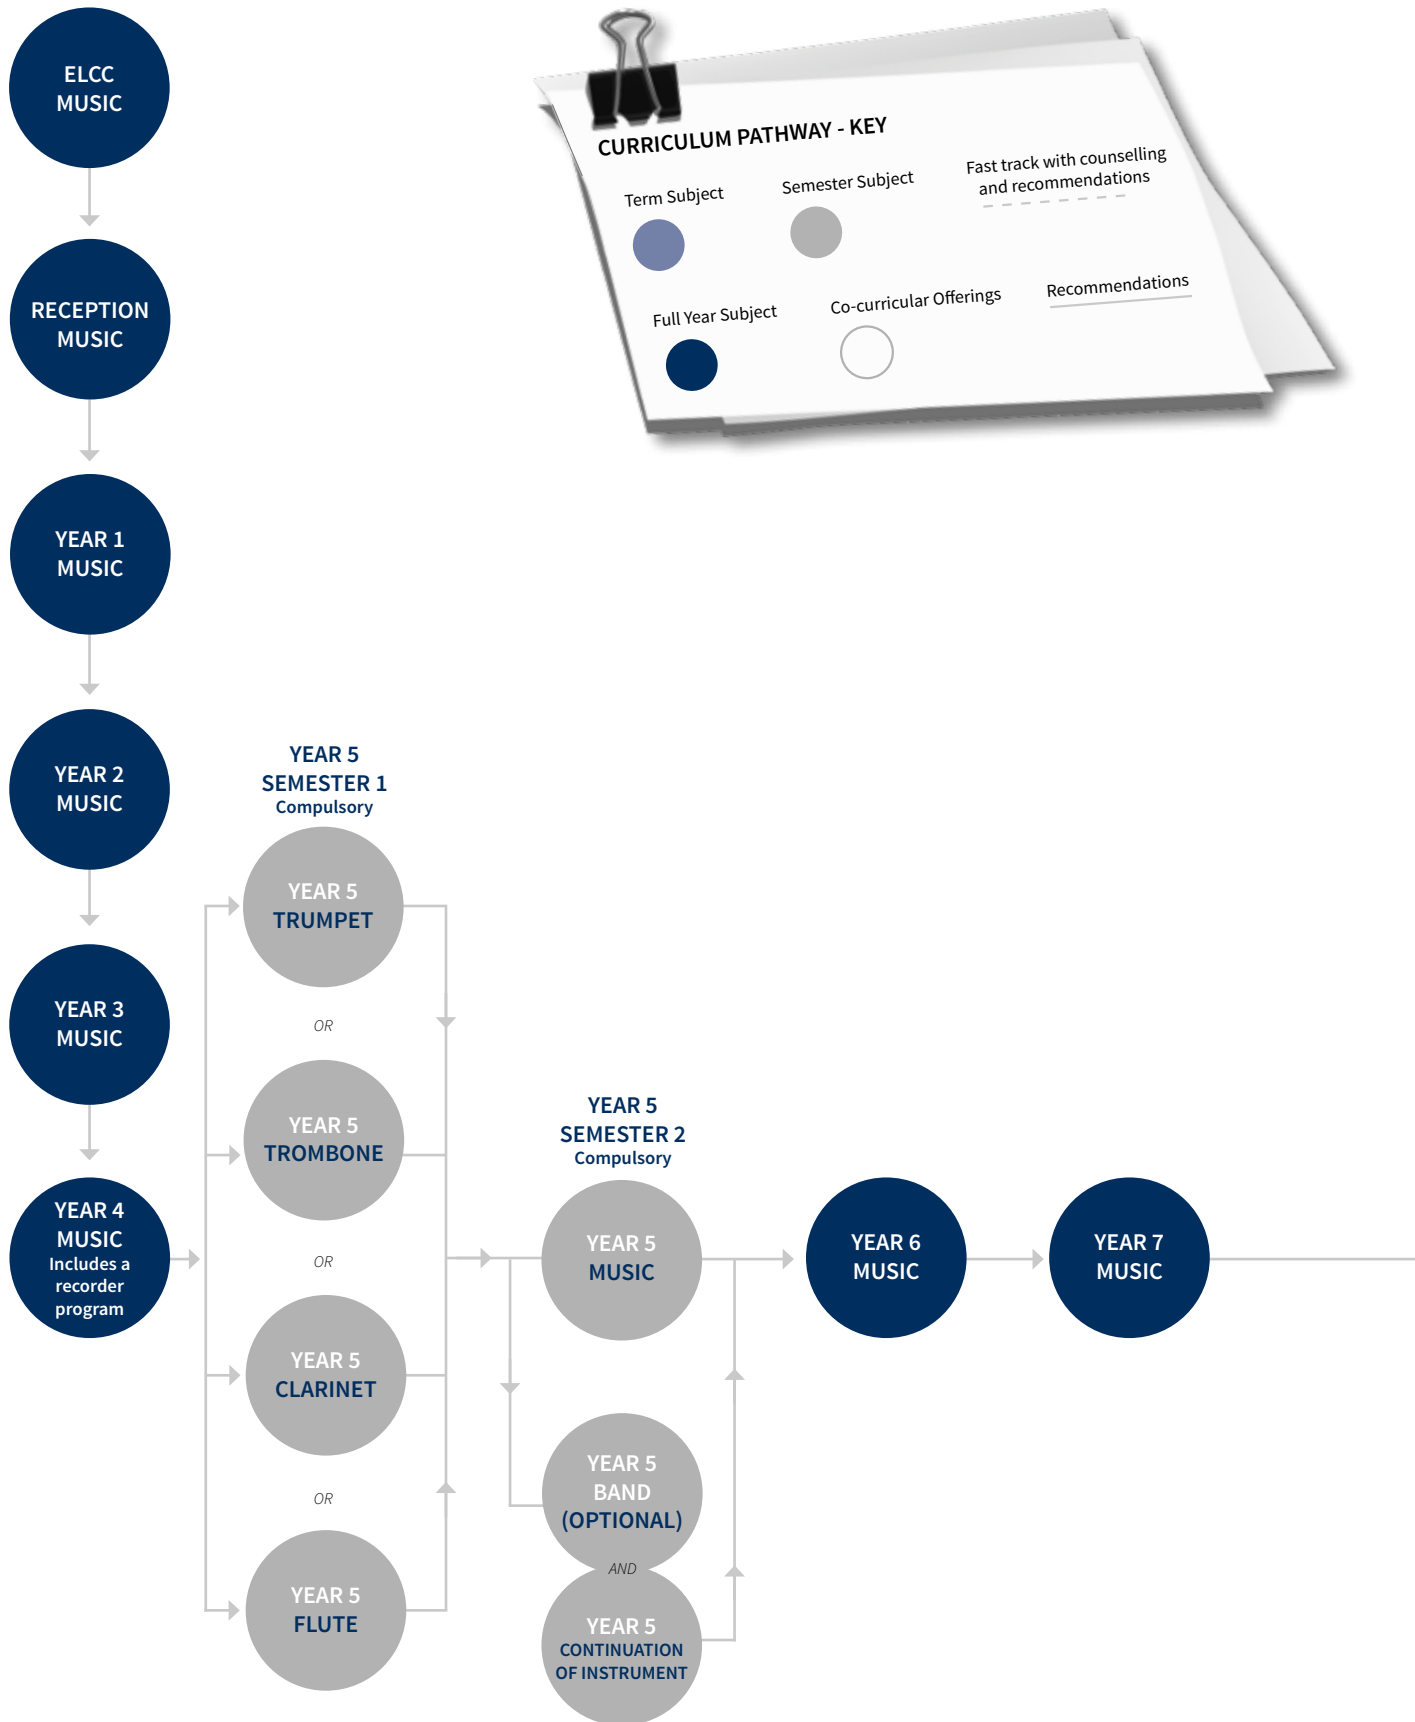 ELCC
MUSIC
CURRICULUM PATHWAY - KEY
Term Subject
Semester Subject
Fast track with counselling
and recommendations
Full Year Subject
Co-curricular Offerings
Recommendations
RECEPTION
MUSIC
YEAR 1
MUSIC
YEAR 2
MUSIC
YEAR 3
MUSIC
YEAR 4
MUSIC
Includes a
recorder
program
YEAR 5
SEMESTER 1
Compulsory
YEAR 5
TRUMPET
OR
YEAR 5
TROMBONE
OR
YEAR 5
CLARINET
OR
YEAR 5
FLUTE
YEAR 5
SEMESTER 2
Compulsory
YEAR 5
MUSIC
YEAR 5
BAND
(OPTIONAL)
AND
YEAR 5
CONTINUATION
OF INSTRUMENT
YEAR 6
MUSIC
YEAR 7
MUSIC